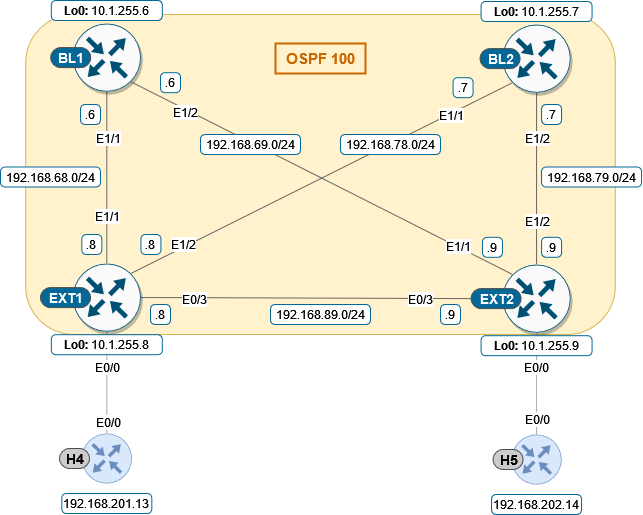 Lo0: 10.1.255.6
Lo0: 10.1.255.7
OSPF 100
BL1
BL2
.6
.7
.6
E1/2
E1/1
.7
E1/1
E1/2
192.168.69.0/24
192.168.78.0/24
192.168.68.0/24
192.168.79.0/24
E1/1
E1/2
.8
.8
E1/2
E1/1
.9
.9
EXT1
E0/3
E0/3
EXT2
.8
192.168.89.0/24
.9
Lo0: 10.1.255.8
Lo0: 10.1.255.9
E0/0
E0/0
E0/0
E0/0
H4
H5
192.168.201.13
192.168.202.14